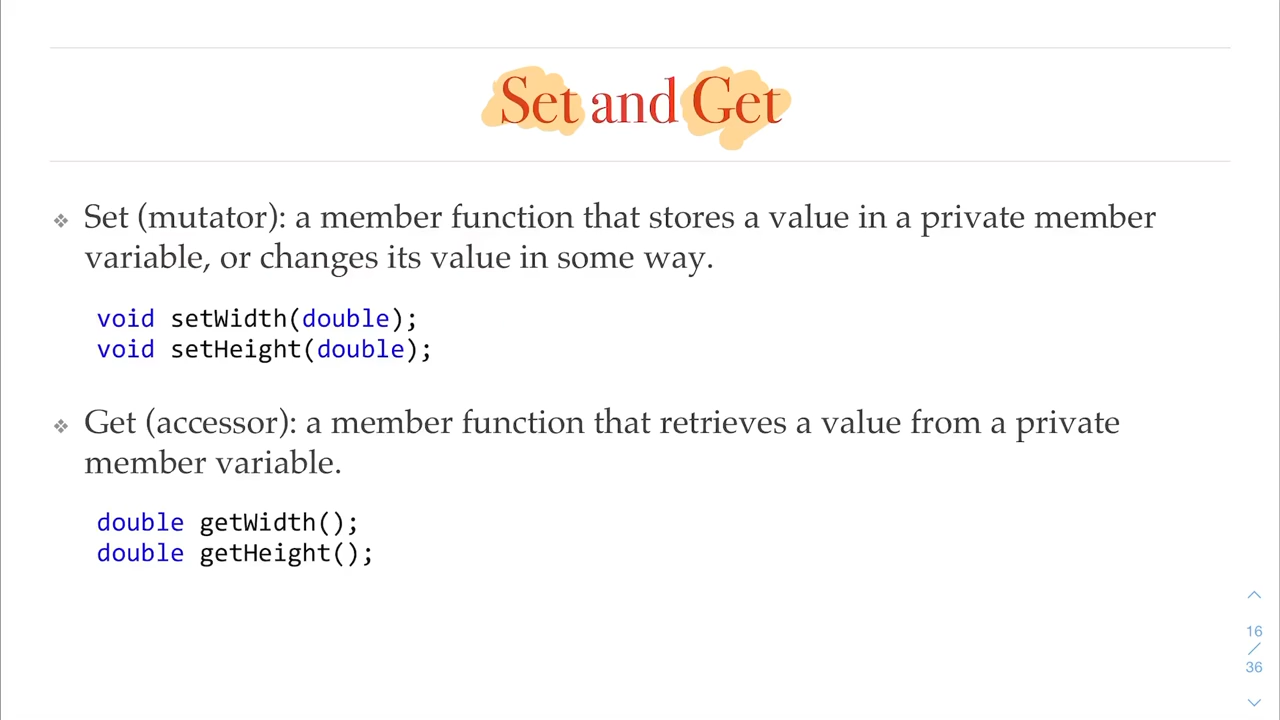 Set and Get
❖ Set (mutator): a member function that stores a value in a private member
variable, or changes its value in some way.
void setWidth(double);
void setHeight(double);
❖ Get (accessor): a member function that retrieves a value from a private
member variable.
double getWidth();
double getHeight();
16
/
36